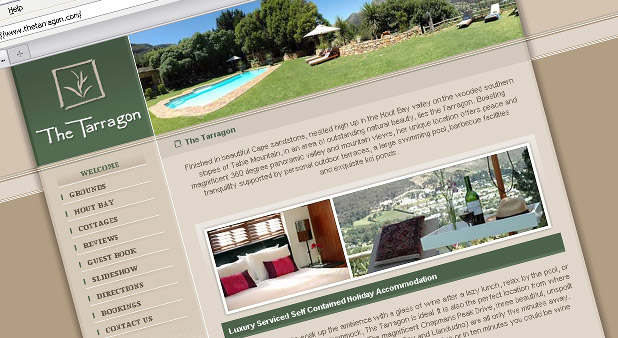 Help
//www.thetarragon.com/
The Tarragon
WELCOME
GROUNDS
HOUT BAY
COTTAGES
REVIEWS
GUEST BOOK
SLIDESHOW
DIRECTIONS
BOOKINGS
CONTACT US
The Tarragon
Finished in beautiful Cape sandstone, nestled high up in the Hout Bay valley on the wooded southern
slopes of Table Mountain, in an area of outstanding natural beauty, lies the Tarragon. Boasting
magnificent 360 degree panoramic valley and mountain views, her unique location offers peace and
tranquility supported by personal outdoor terraces, a large swimming pool, barbecue facilities
and exquisite koi ponds
Luxury Serviced Self Contained Holiday Accommodation
soak up the ambience with a glass of wine after a lazy lunch, relax by the pool, or
The Tarragon is ideal. It is also the perfect location from where
The magnificent Chapmans Peak Drive, three beautiful, unspoilt
and Llandudno) are all only five minutes away.
or in ten minutes you could be wine